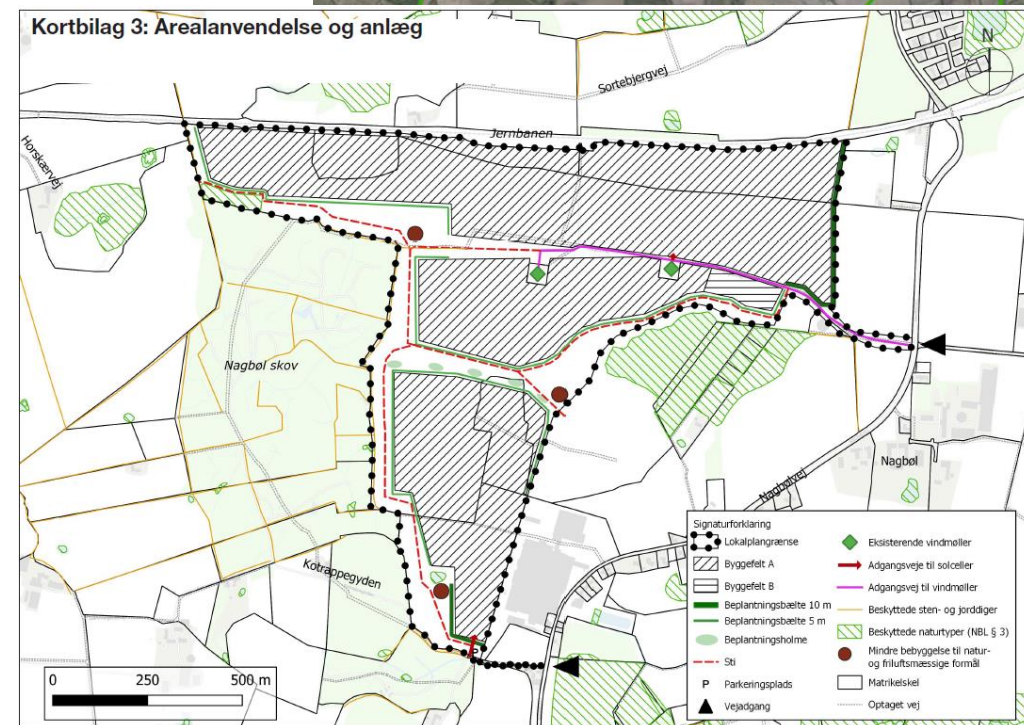 Kortbilag 3: Arealanvendelse og anlæg
N
Sortebjergvej
Jernbanen
Horskærvej
Nagbøl skov
Nagbøl
Nagbølvej
Kotrappegyden
P
0 250 500 m
Signaturforklaring
Lokalplangrænse
Byggefelt A
Byggefelt B
Beplantningsbælte 10 m
Beplantningsbælte 5 m
Beplantningsholme
Sti
P Parkeringsplads
Vejadgang
Eksisterende vindmøller
Adgangsveje til solceller
Adgangsvej til vindmøller
Beskyttede sten- og jorddiger
Beskyttede naturtyper (NBL § 3)
Mindre bebyggelse til natur-
og friluftsmæssige formål
Matrikelskel
Optaget vej